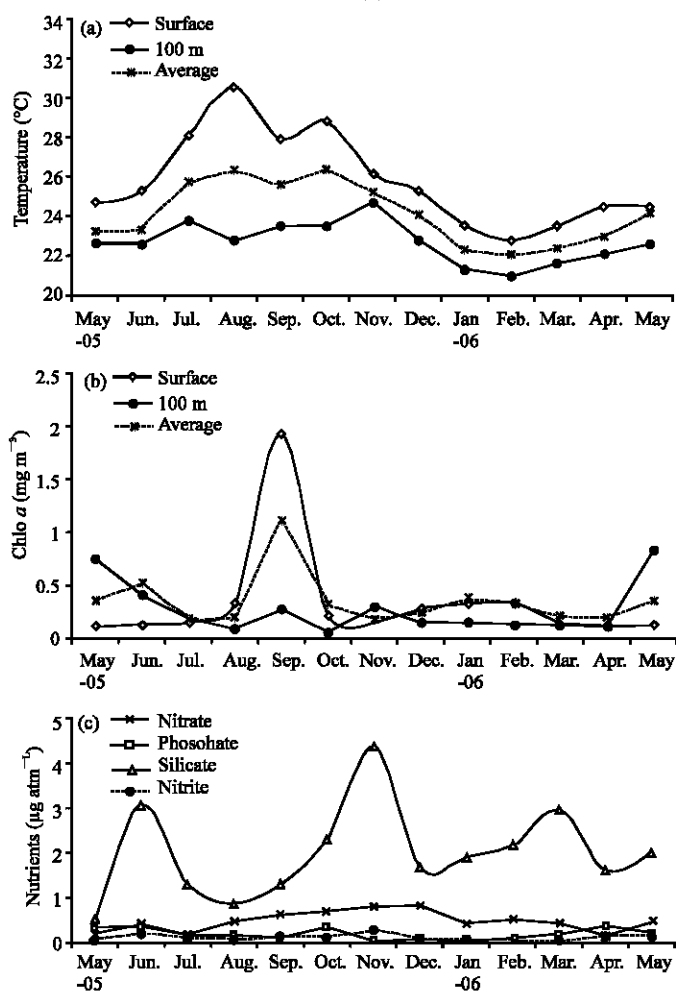 (a)
Surface
100 m
Average
Temperature (°C)
34
32
30
28
26
24
22
20
May Jun. Jul. Aug. Sep. Oct. Nov. Dec. Jan Feb. Mar. Apr. May
-05 -06
(b)
Surface
100 m
Average
Chlo a (mg m⁻³)
2.5
2
1.5
1
0.5
0
May Jun. Jul. Aug. Sep. Oct. Nov. Dec. Jan Feb. Mar. Apr. May
-05 -06
(c)
Nitrate
Phosohate
Silicate
Nitrite
Nutrients (µg atm⁻¹)
5
4
3
2
1
0
May Jun. Jul. Aug. Sep. Oct. Nov. Dec. Jan Feb. Mar. Apr. May
-05 -06